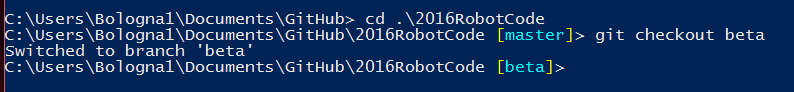 C:\Users\Bologna1\Documents\GitHub> cd .\2016RobotCode
C:\Users\Bologna1\Documents\GitHub\2016RobotCode [master]> git checkout beta
Switched to branch 'beta'
C:\Users\Bologna1\Documents\GitHub\2016RobotCode [beta]>